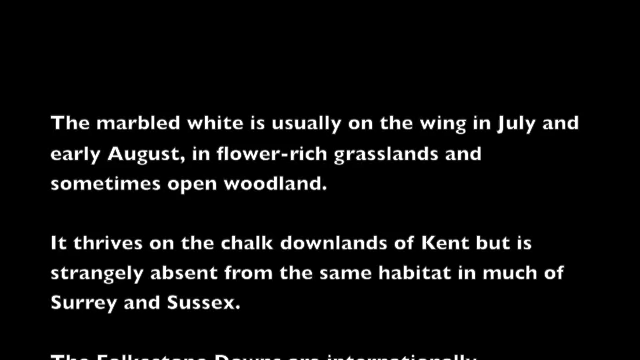 The marbled white is usually on the wing in July and
early August, in flower-rich grasslands and
sometimes open woodland.
It thrives on the chalk downlands of Kent but is
strangely absent from the same habitat in much of
Surrey and Sussex.
The Folkestone Downs are internationally